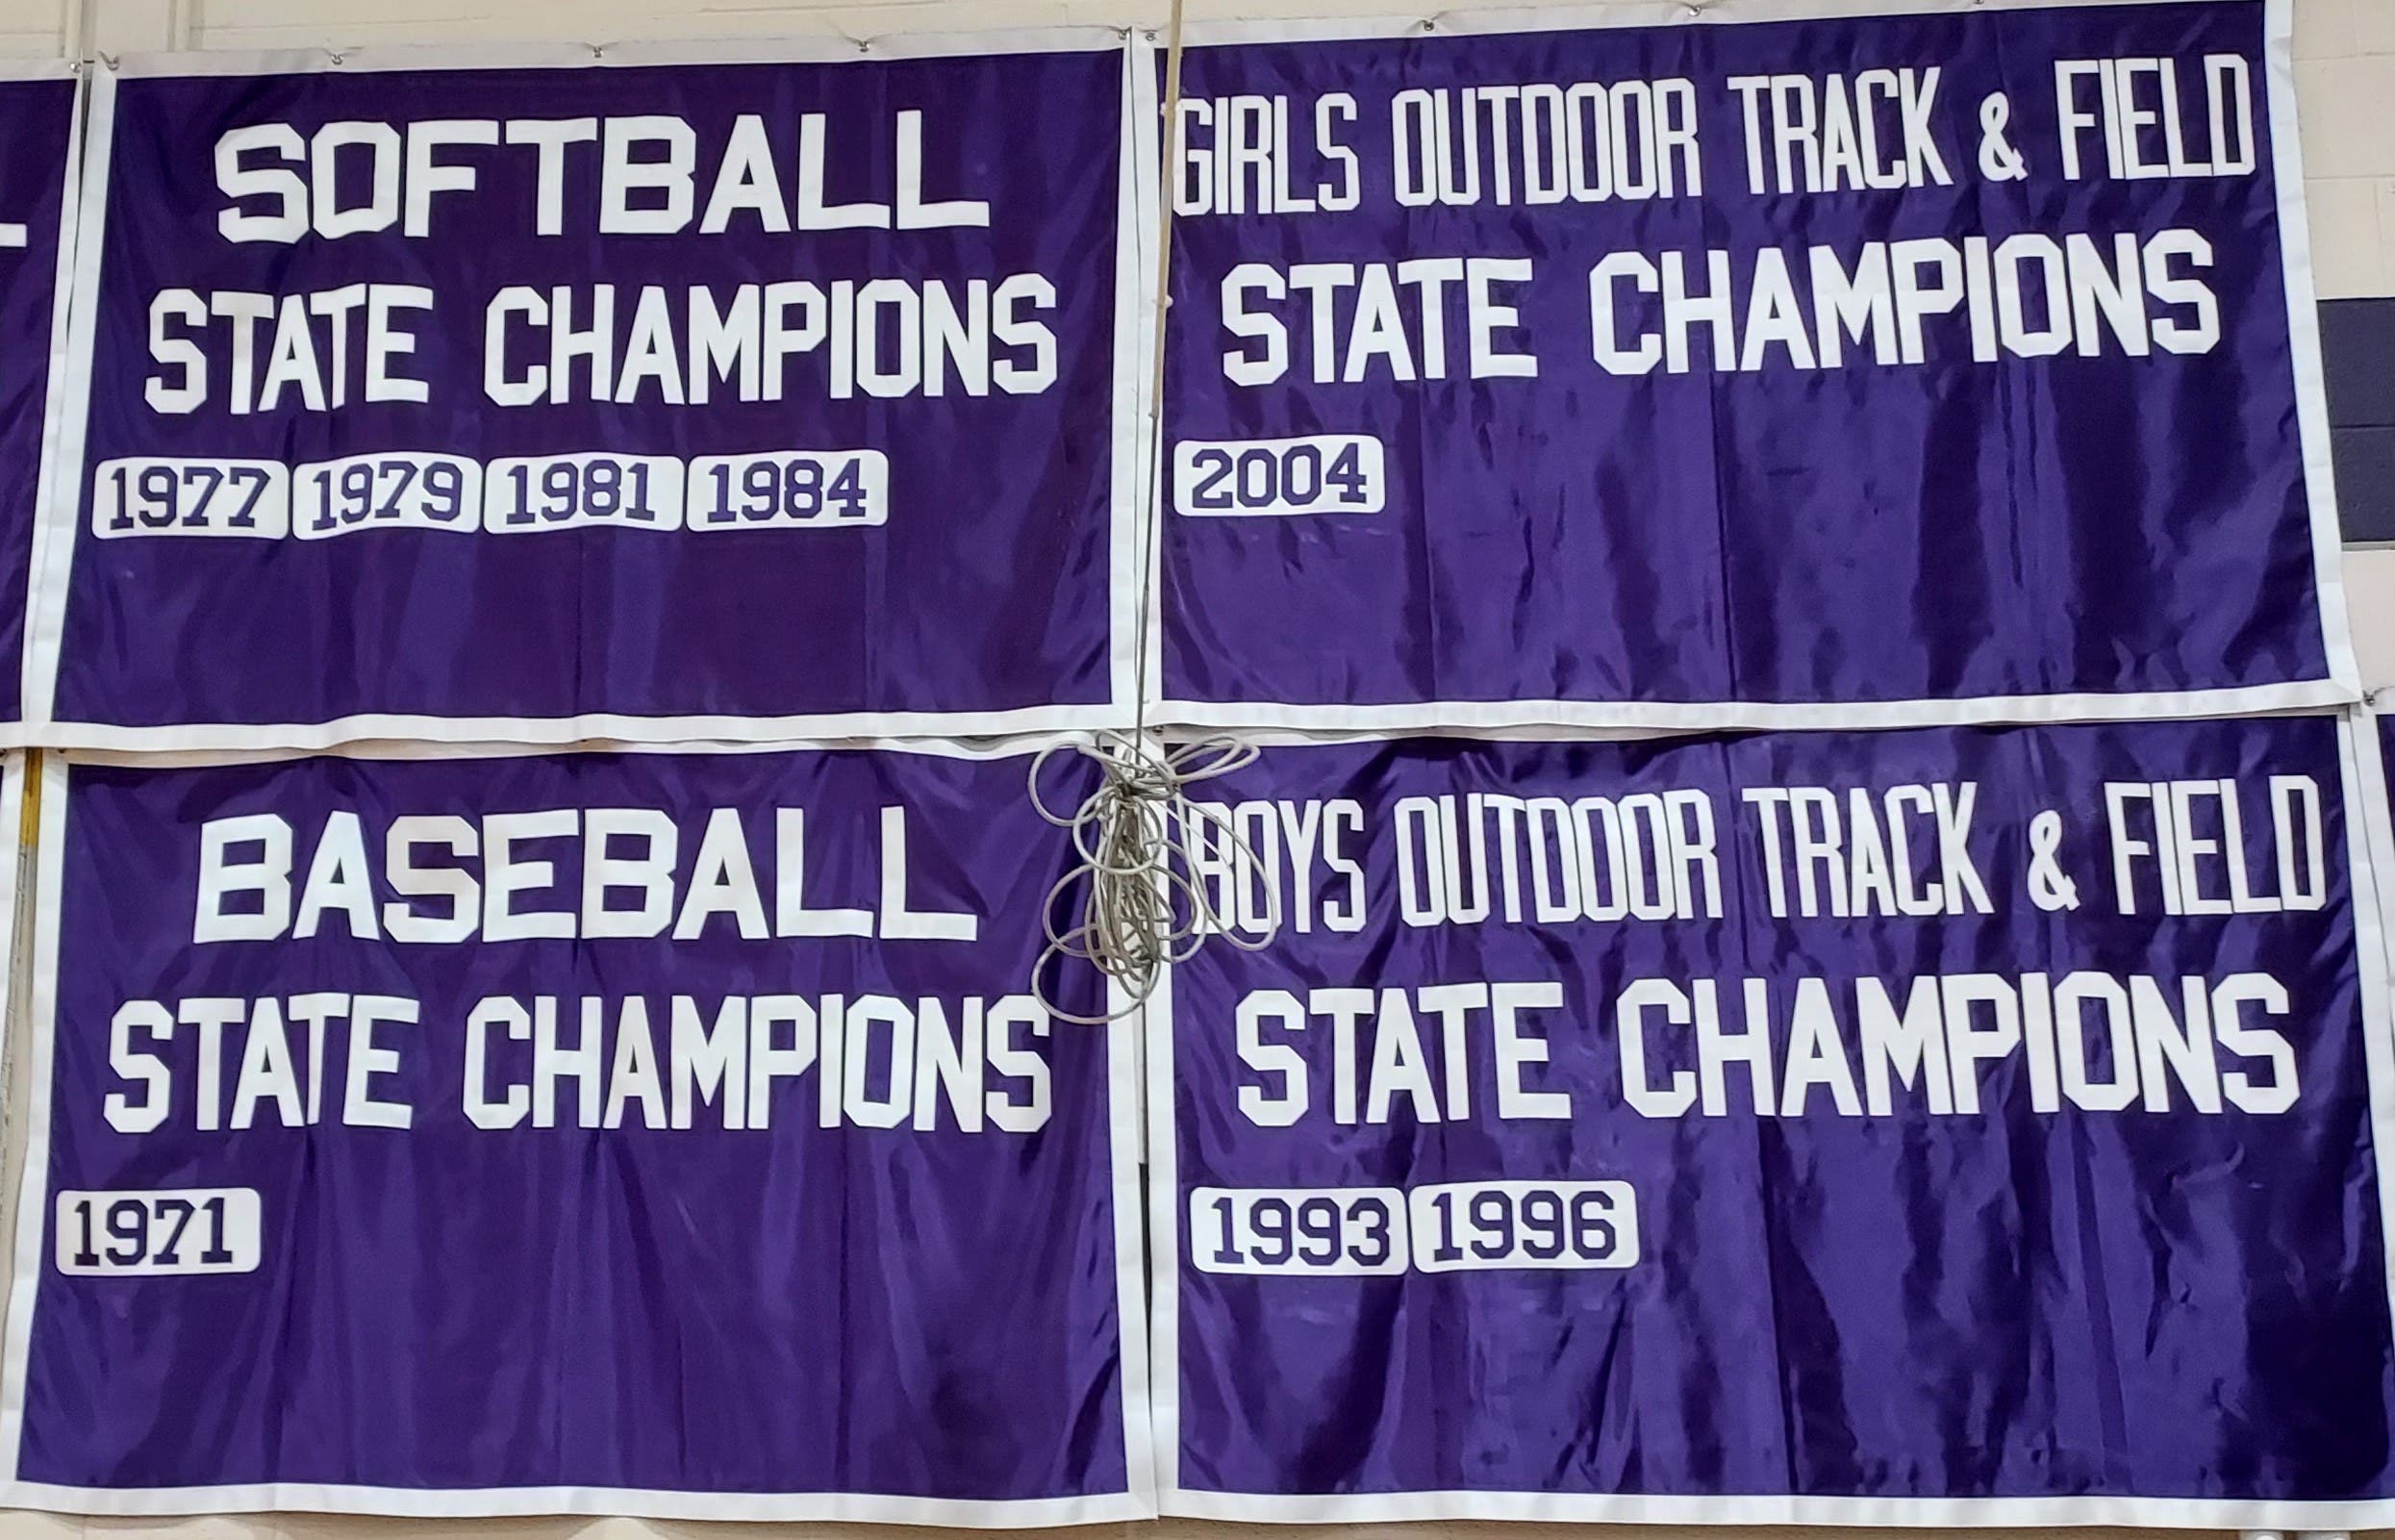 SOFTBALL
STATE CHAMPIONS
1977 1979 1981 1984
GIRLS OUTDOOR TRACK & FIELD
STATE CHAMPIONS
2004
BASEBALL
STATE CHAMPIONS
1971
BOYS OUTDOOR TRACK & FIELD
STATE CHAMPIONS
1993 1996